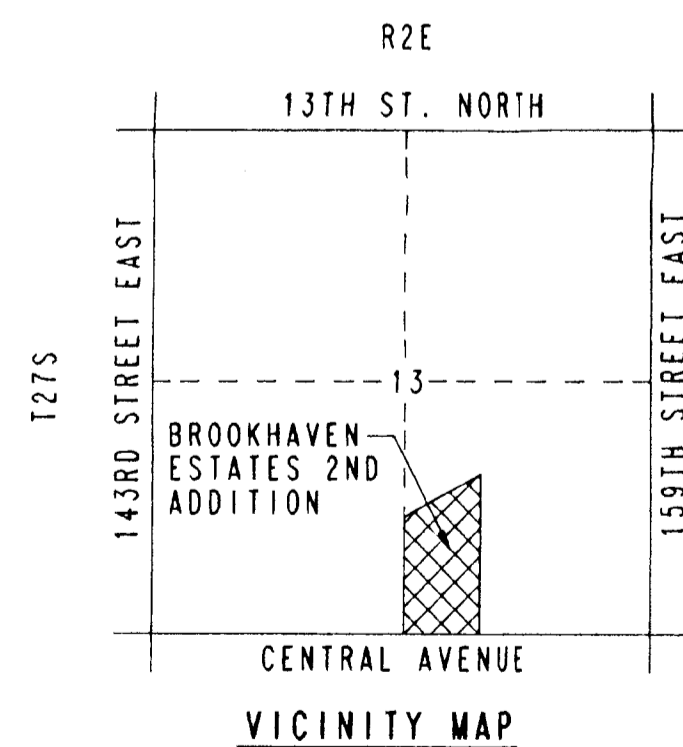 R2E
13TH ST. NORTH
143RD STREET EAST
159TH STREET EAST
T27S
13
BROOKHAVEN
ESTATES 2ND
ADDITION
CENTRAL AVENUE
VICINITY MAP